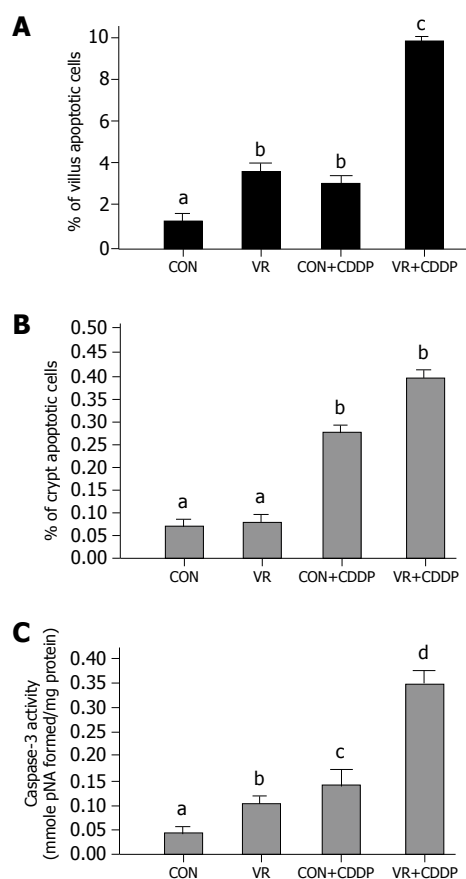 A
% of villus apoptotic cells
10
8
6
4
2
0
a
b
b
c
CON VR CON+CDDP VR+CDDP
B
% of crypt apoptotic cells
0.50
0.45
0.40
0.35
0.30
0.25
0.20
0.15
0.10
0.05
0.00
a
a
b
b
CON VR CON+CDDP VR+CDDP
C
Caspase-3 activity
(mmole pNA formed/mg protein)
0.40
0.35
0.30
0.20
0.15
0.10
0.05
0.00
a
b
c
d
CON VR CON+CDDP VR+CDDP